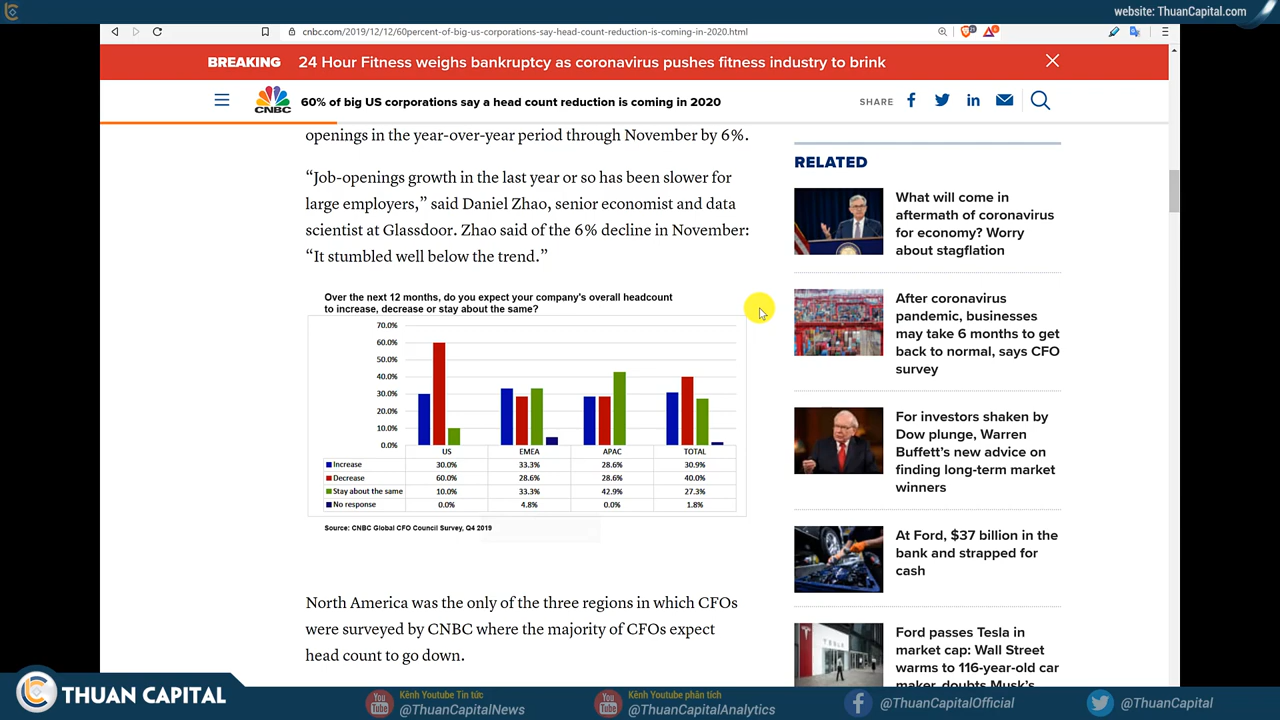 website: ThuanCapital.com
cnbc.com/2019/12/12/60percent-of-big-us-corporations-say-head-count-reduction-is-coming-in-2020.html
BREAKING 24 Hour Fitness weighs bankruptcy as coronavirus pushes fitness industry to brink
CNBC
60% of big US corporations say a head count reduction is coming in 2020
SHARE
openings in the year-over-year period through November by 6%.
“Job-openings growth in the last year or so has been slower for
large employers,” said Daniel Zhao, senior economist and data
scientist at Glassdoor. Zhao said of the 6% decline in November:
“It stumbled well below the trend.”
Over the next 12 months, do you expect your company's overall headcount
to increase, decrease or stay about the same?
70.0%
60.0%
50.0%
40.0%
30.0%
20.0%
10.0%
0.0%
US EMEA APAC TOTAL
Increase 30.0% 33.3% 28.6% 30.9%
Decrease 60.0% 28.6% 28.6% 40.0%
Stay about the same 10.0% 33.3% 42.9% 27.3%
No response 0.0% 4.8% 0.0% 1.8%
Source: CNBC Global CFO Council Survey, Q4 2019
North America was the only of the three regions in which CFOs
were surveyed by CNBC where the majority of CFOs expect
head count to go down.
RELATED
What will come in
aftermath of coronavirus
for economy? Worry
about stagflation
After coronavirus
pandemic, businesses
may take 6 months to get
back to normal, says CFO
survey
For investors shaken by
Dow plunge, Warren
Buffett’s new advice on
finding long-term market
winners
At Ford, $37 billion in the
bank and strapped for
cash
Ford passes Tesla in
market cap: Wall Street
warms to 116-year-old car
maker, doubts Musk’s
THUAN CAPITAL
You Tube
Kênh Youtube Tin tức
@ThuanCapitalNews
You Tube
Kênh Youtube phân tích
@ThuanCapitalAnalytics
@ThuanCapitalOfficial
@ThuanCapital